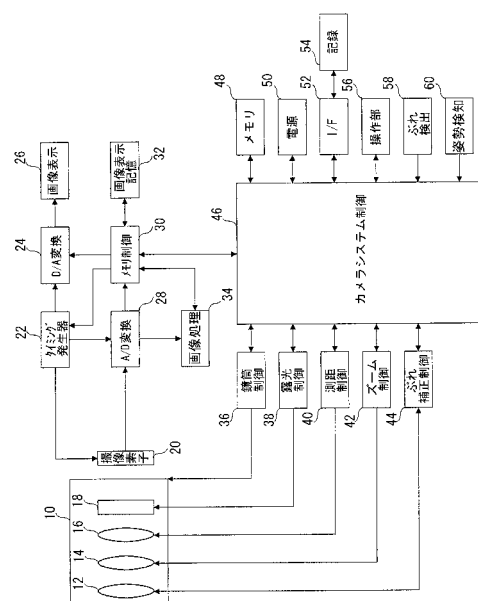 26
画像表示
32
画像表示
記憶
24
D/A変換
30
メモリ制御
22
タイミング
発生器
28
A/D変換
34
画像処理
20
撮像素子
10
18
16
14
12
46
カメラシステム制御
48
メモリ
50
電源
52
I/F
54
記録
56
操作部
58
ぶれ
検出
60
姿勢検知
36
鏡筒
制御
38
露光
制御
40
測距
制御
42
ズーム
制御
44
ぶれ
補正制御